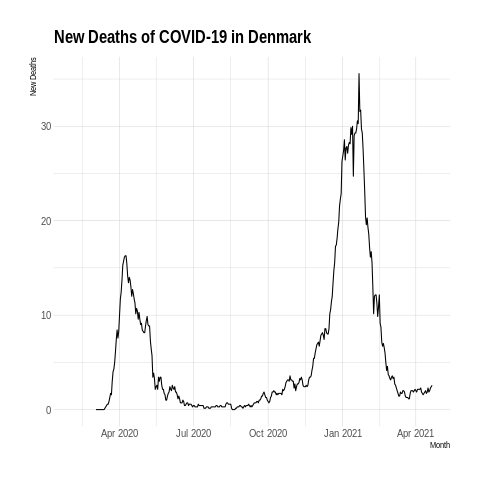 New Deaths of COVID-19 in Denmark
New Deaths
30
20
10
0
Apr 2020 Jul 2020 Oct 2020 Jan 2021 Apr 2021
Month